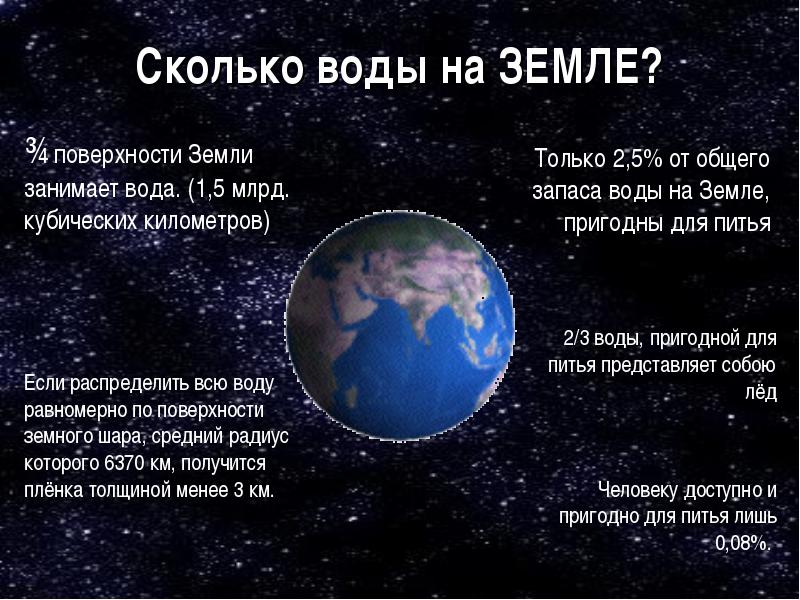 Сколько воды на ЗЕМЛЕ?
¾ поверхности Земли
занимает вода. (1,5 млрд.
кубических километров)
Только 2,5% от общего
запаса воды на Земле,
пригодны для питья
2/3 воды, пригодной для
питья представляет собою
лёд
Если распределить всю воду
равномерно по поверхности
земного шара, средний радиус
которого 6370 км, получится
плёнка толщиной менее 3 км.
Человеку доступно и
пригодно для питья лишь
0,08%.